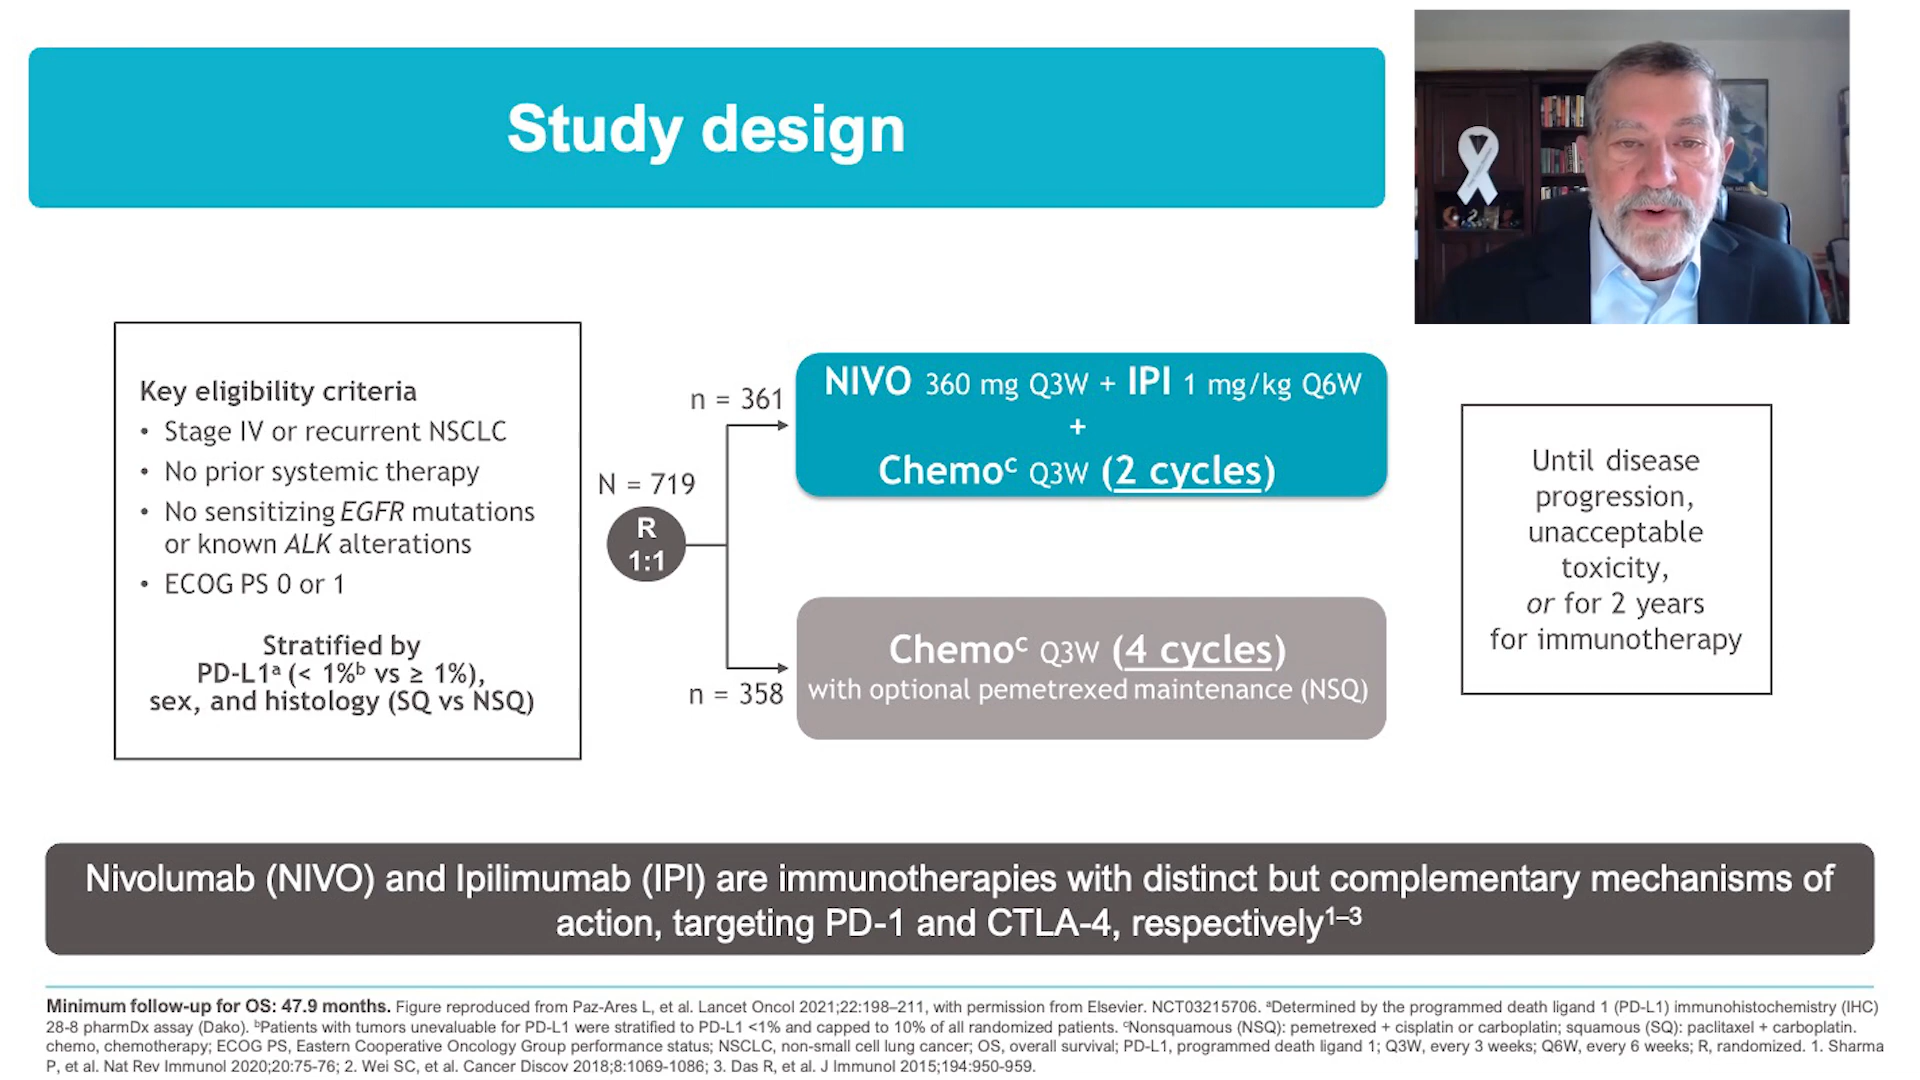 Study design
Key eligibility criteria
• Stage IV or recurrent NSCLC
• No prior systemic therapy
• No sensitizing EGFR mutations
or known ALK alterations
• ECOG PS 0 or 1
Stratified by
PD-L1ᵃ (< 1%ᵇ vs ≥ 1%),
sex, and histology (SQ vs NSQ)
N = 719
R
1:1
n = 361
n = 358
NIVO 360 mg Q3W + IPI 1 mg/kg Q6W
+
Chemoᶜ Q3W (2 cycles)
Chemoᶜ Q3W (4 cycles)
with optional pemetrexed maintenance (NSQ)
Until disease
progression,
unacceptable
toxicity,
or for 2 years
for immunotherapy
Nivolumab (NIVO) and Ipilimumab (IPI) are immunotherapies with distinct but complementary mechanisms of
action, targeting PD-1 and CTLA-4, respectively¹⁻³
Minimum follow-up for OS: 47.9 months. Figure reproduced from Paz-Ares L, et al. Lancet Oncol 2021;22:198–211, with permission from Elsevier. NCT03215706. ᵃDetermined by the programmed death ligand 1 (PD-L1) immunohistochemistry (IHC)
28-8 pharmDx assay (Dako). ᵇPatients with tumors unevaluable for PD-L1 were stratified to PD-L1 <1% and capped to 10% of all randomized patients. ᶜNonsquamous (NSQ): pemetrexed + cisplatin or carboplatin; squamous (SQ): paclitaxel + carboplatin.
chemo, chemotherapy; ECOG PS, Eastern Cooperative Oncology Group performance status; NSCLC, non-small cell lung cancer; OS, overall survival; PD-L1, programmed death ligand 1; Q3W, every 3 weeks; Q6W, every 6 weeks; R, randomized. 1. Sharma
P, et al. Nat Rev Immunol 2020;20:75-76; 2. Wei SC, et al. Cancer Discov 2018;8:1069-1086; 3. Das R, et al. J Immunol 2015;194:950-959.